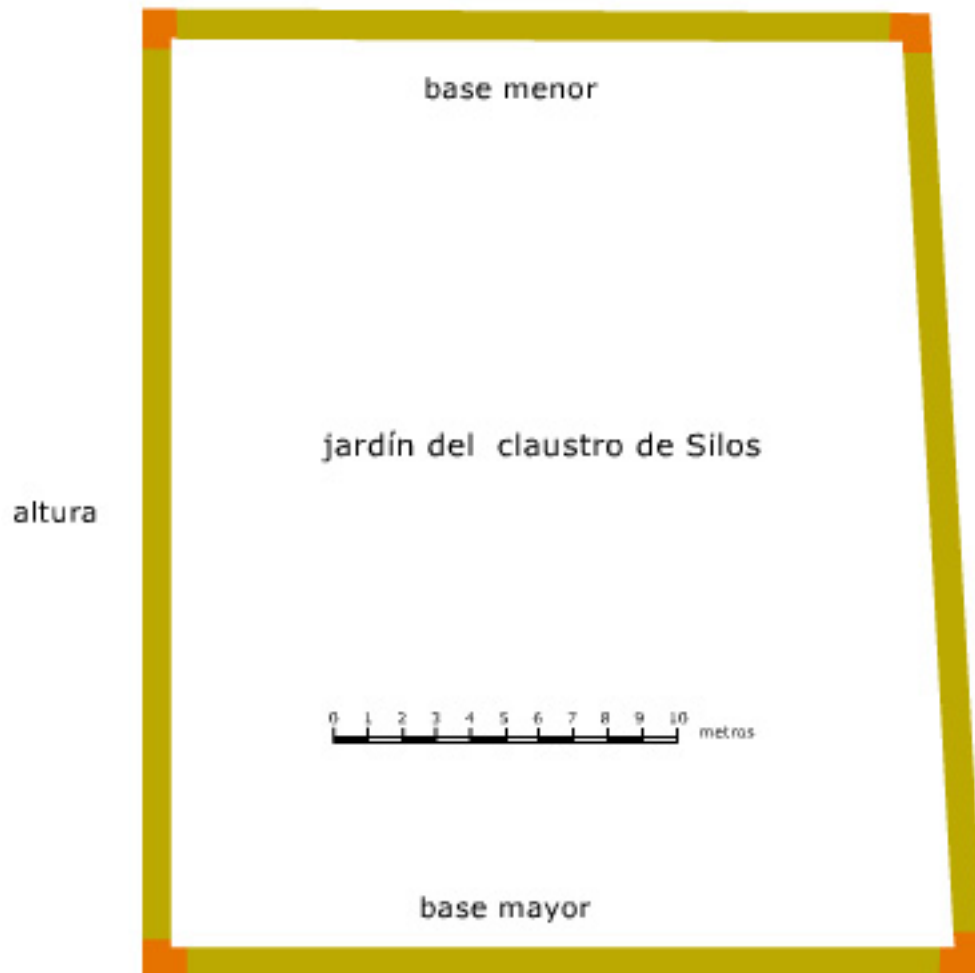 base menor
jardín del claustro de Silos
altura
0 1 2 3 4 5 6 7 8 9 10
metros
base mayor